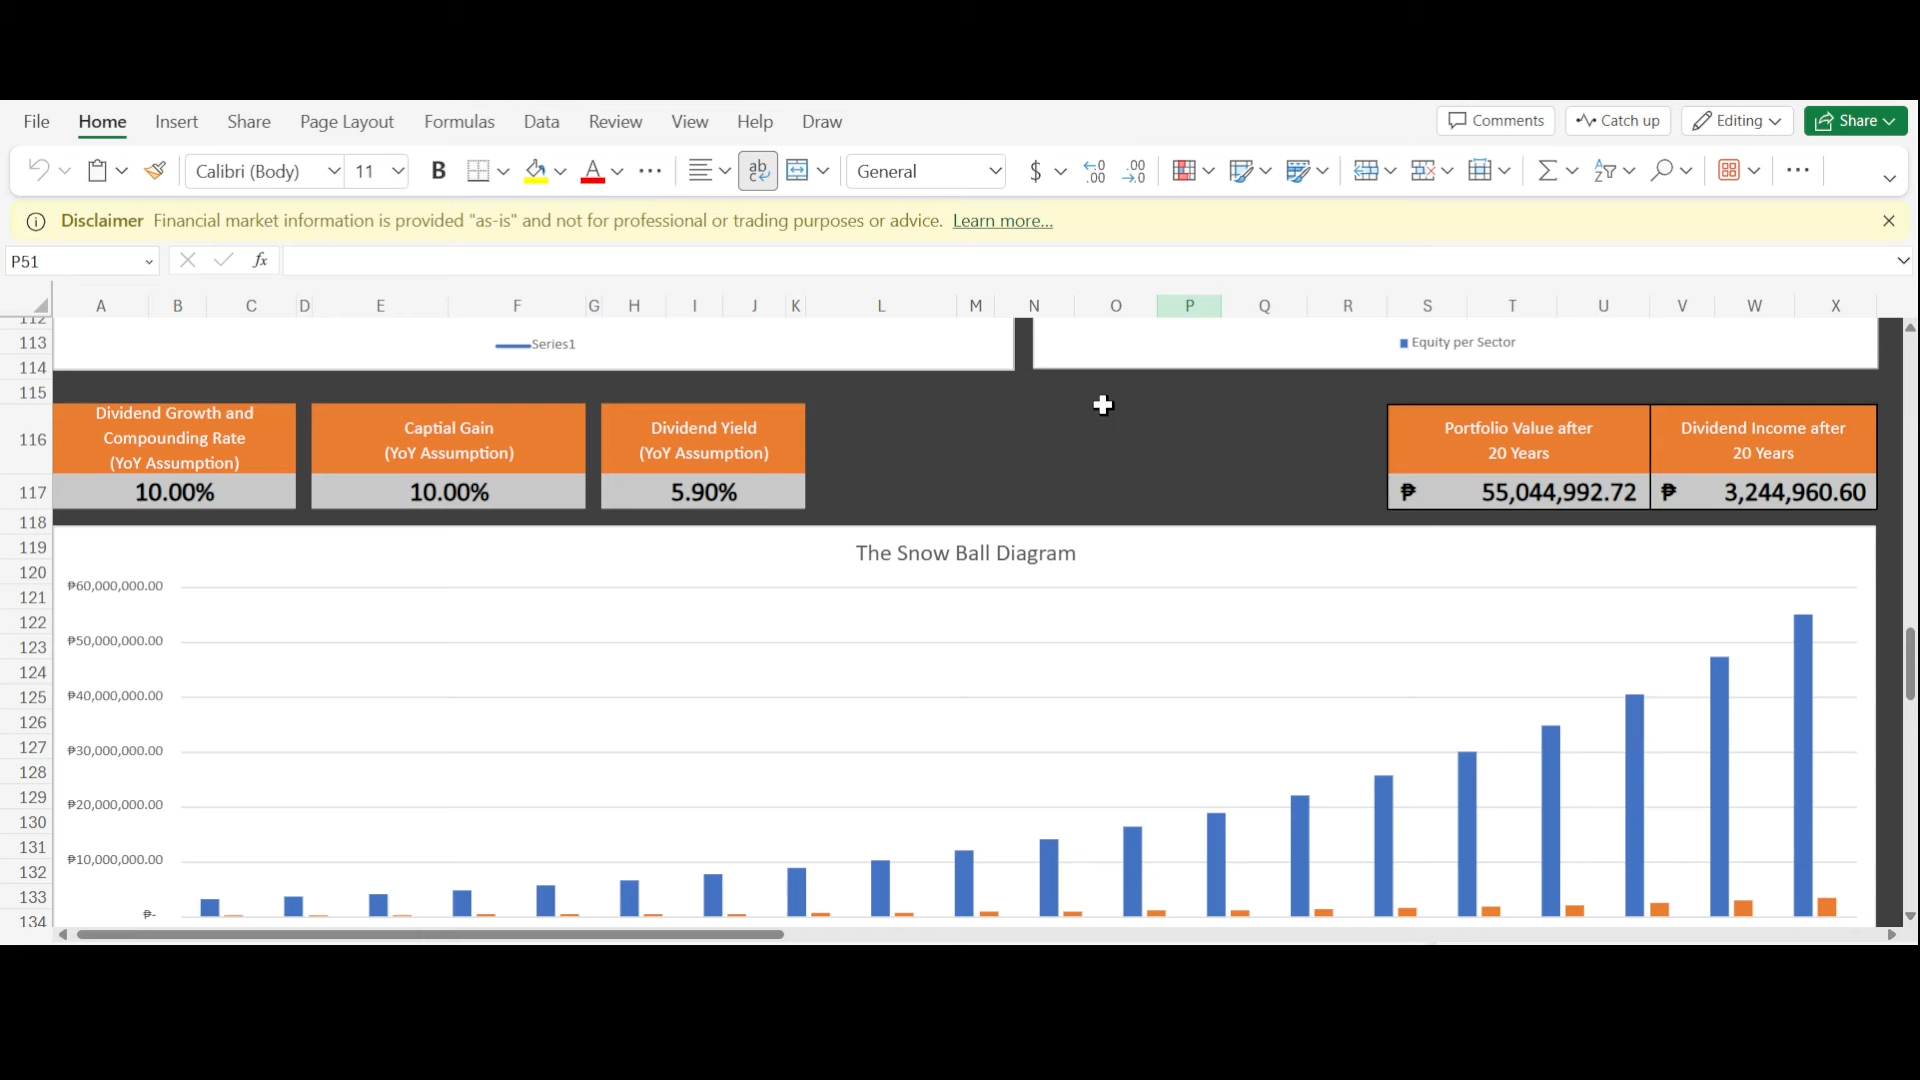 File Home Insert Share Page Layout Formulas Data Review View Help Draw Comments Catch up Editing Share
Calibri (Body) 11 B A ... ab c General $ .0 .00 .00 .0 ...
Disclaimer Financial market information is provided "as-is" and not for professional or trading purposes or advice. Learn more...
P51 fx
A B C D E F G H I J K L M N O P Q R S T U V W X
112
113
114
115
116
117
118
119
120
121
122
123
124
125
126
127
128
129
130
131
132
133
134
Series1
Equity per Sector
Dividend Growth and
Compounding Rate
(YoY Assumption)
10.00%
Captial Gain
(YoY Assumption)
10.00%
Dividend Yield
(YoY Assumption)
5.90%
Portfolio Value after
20 Years
₱ 55,044,992.72
Dividend Income after
20 Years
₱ 3,244,960.60
The Snow Ball Diagram
₱60,000,000.00
₱50,000,000.00
₱40,000,000.00
₱30,000,000.00
₱20,000,000.00
₱10,000,000.00
₱-